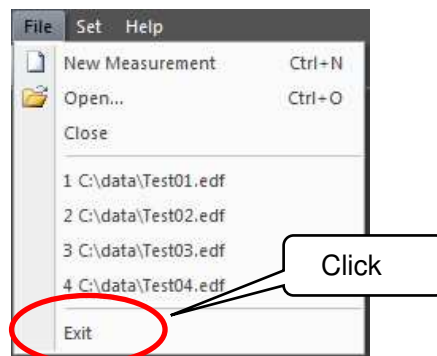 File Set Help
New Measurement Ctrl+N
Open... Ctrl+O
Close
1 C:\data\Test01.edf
2 C:\data\Test02.edf
3 C:\data\Test03.edf
4 C:\data\Test04.edf
Click
Exit